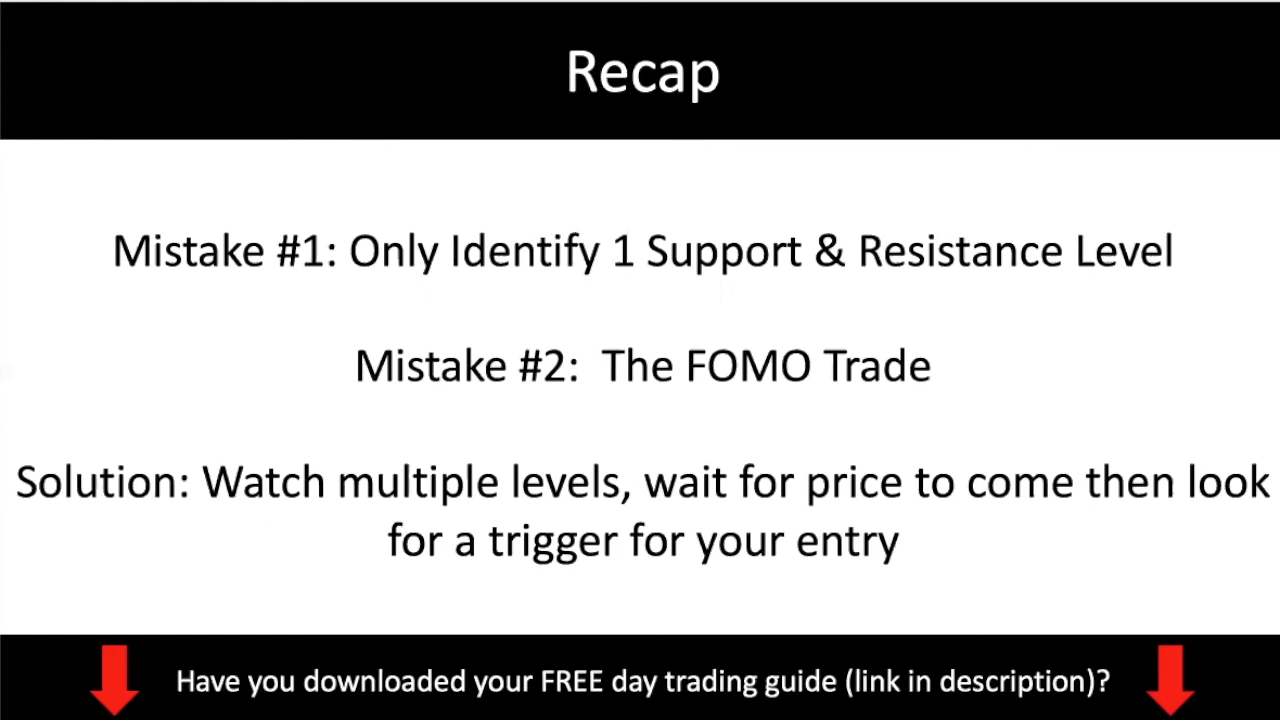 Recap
Mistake #1: Only Identify 1 Support & Resistance Level
Mistake #2:  The FOMO Trade
Solution: Watch multiple levels, wait for price to come then look
for a trigger for your entry
Have you downloaded your FREE day trading guide (link in description)?